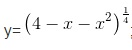 y=(4 − x − x²)^{1/4};